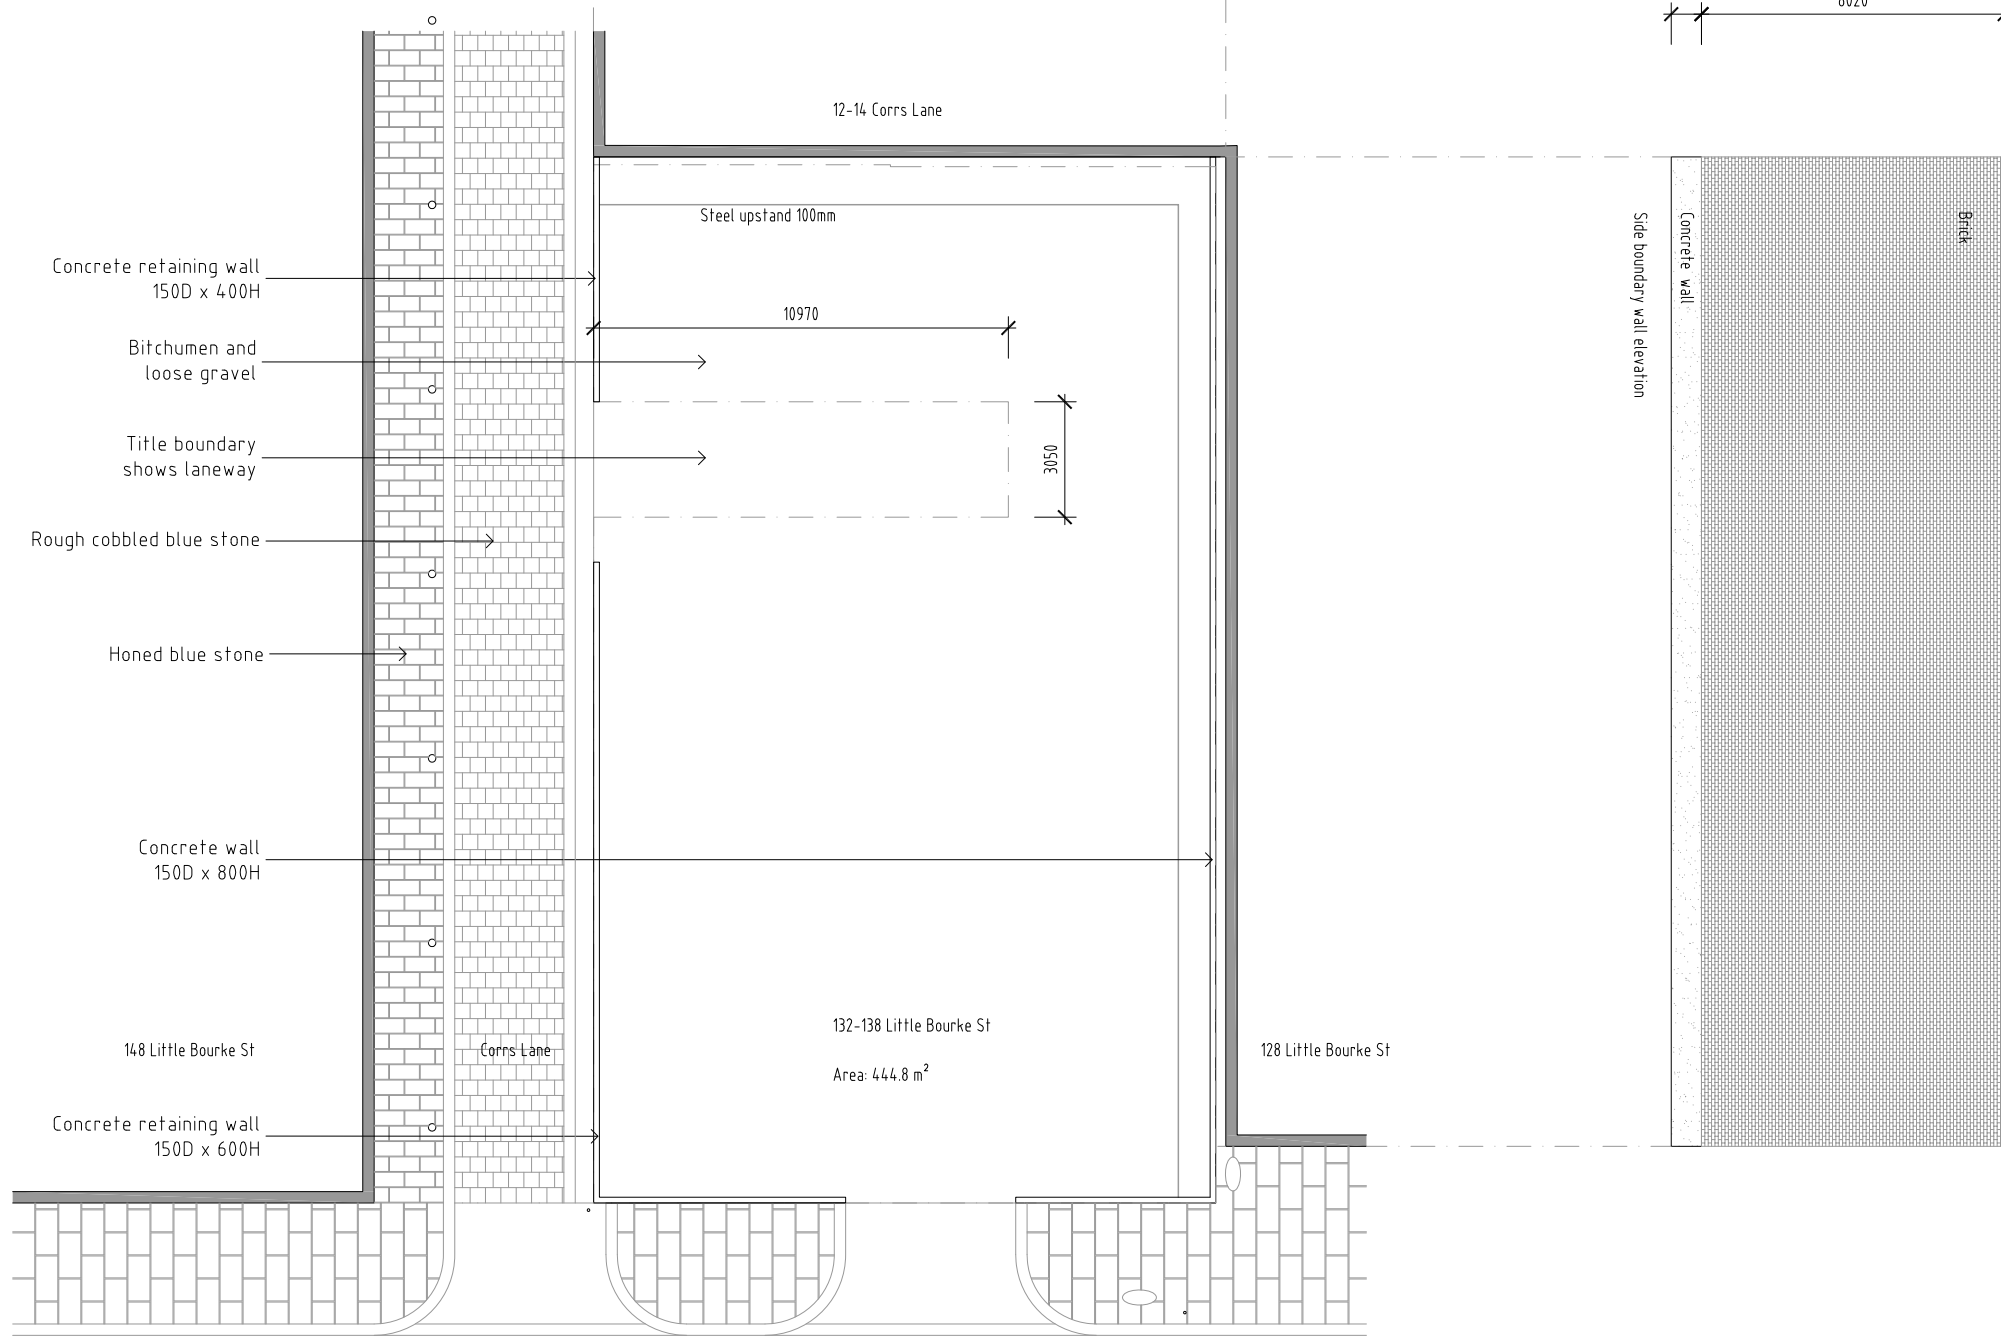 8020
12-14 Corrs Lane
Steel upstand 100mm
Concrete retaining wall
150D x 400H
10970
Bitchumen and
loose gravel
Title boundary
shows laneway
3050
Rough cobbled blue stone
Honed blue stone
Concrete wall
150D x 800H
132-138 Little Bourke St
Area: 444.8 m²
148 Little Bourke St
Corrs Lane
128 Little Bourke St
Concrete retaining wall
150D x 600H
Side boundary wall elevation
Concrete wall
Brick